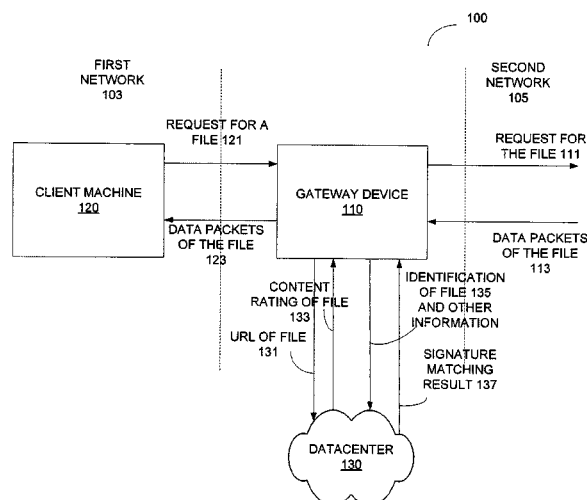 100
FIRST
NETWORK
103
SECOND
NETWORK
105
REQUEST FOR A
FILE 121
REQUEST FOR
THE FILE 111
CLIENT MACHINE
120
GATEWAY DEVICE
110
DATA PACKETS
OF THE FILE
123
DATA PACKETS
OF THE FILE
113
CONTENT
RATING OF FILE
133
URL OF FILE
131
IDENTIFICATION
OF FILE 135
AND OTHER
INFORMATION
SIGNATURE
MATCHING
RESULT 137
DATACENTER
130